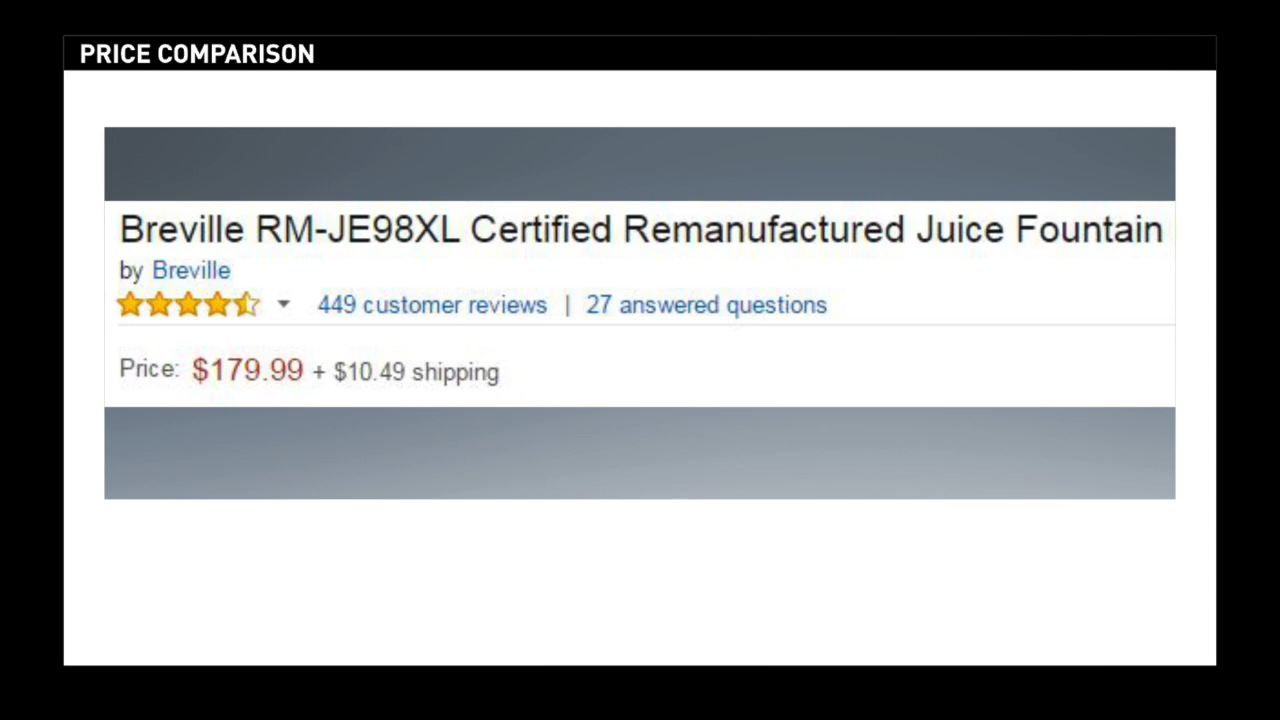 PRICE COMPARISON
Breville RM-JE98XL Certified Remanufactured Juice Fountain
by Breville
449 customer reviews | 27 answered questions
Price: $179.99 + $10.49 shipping